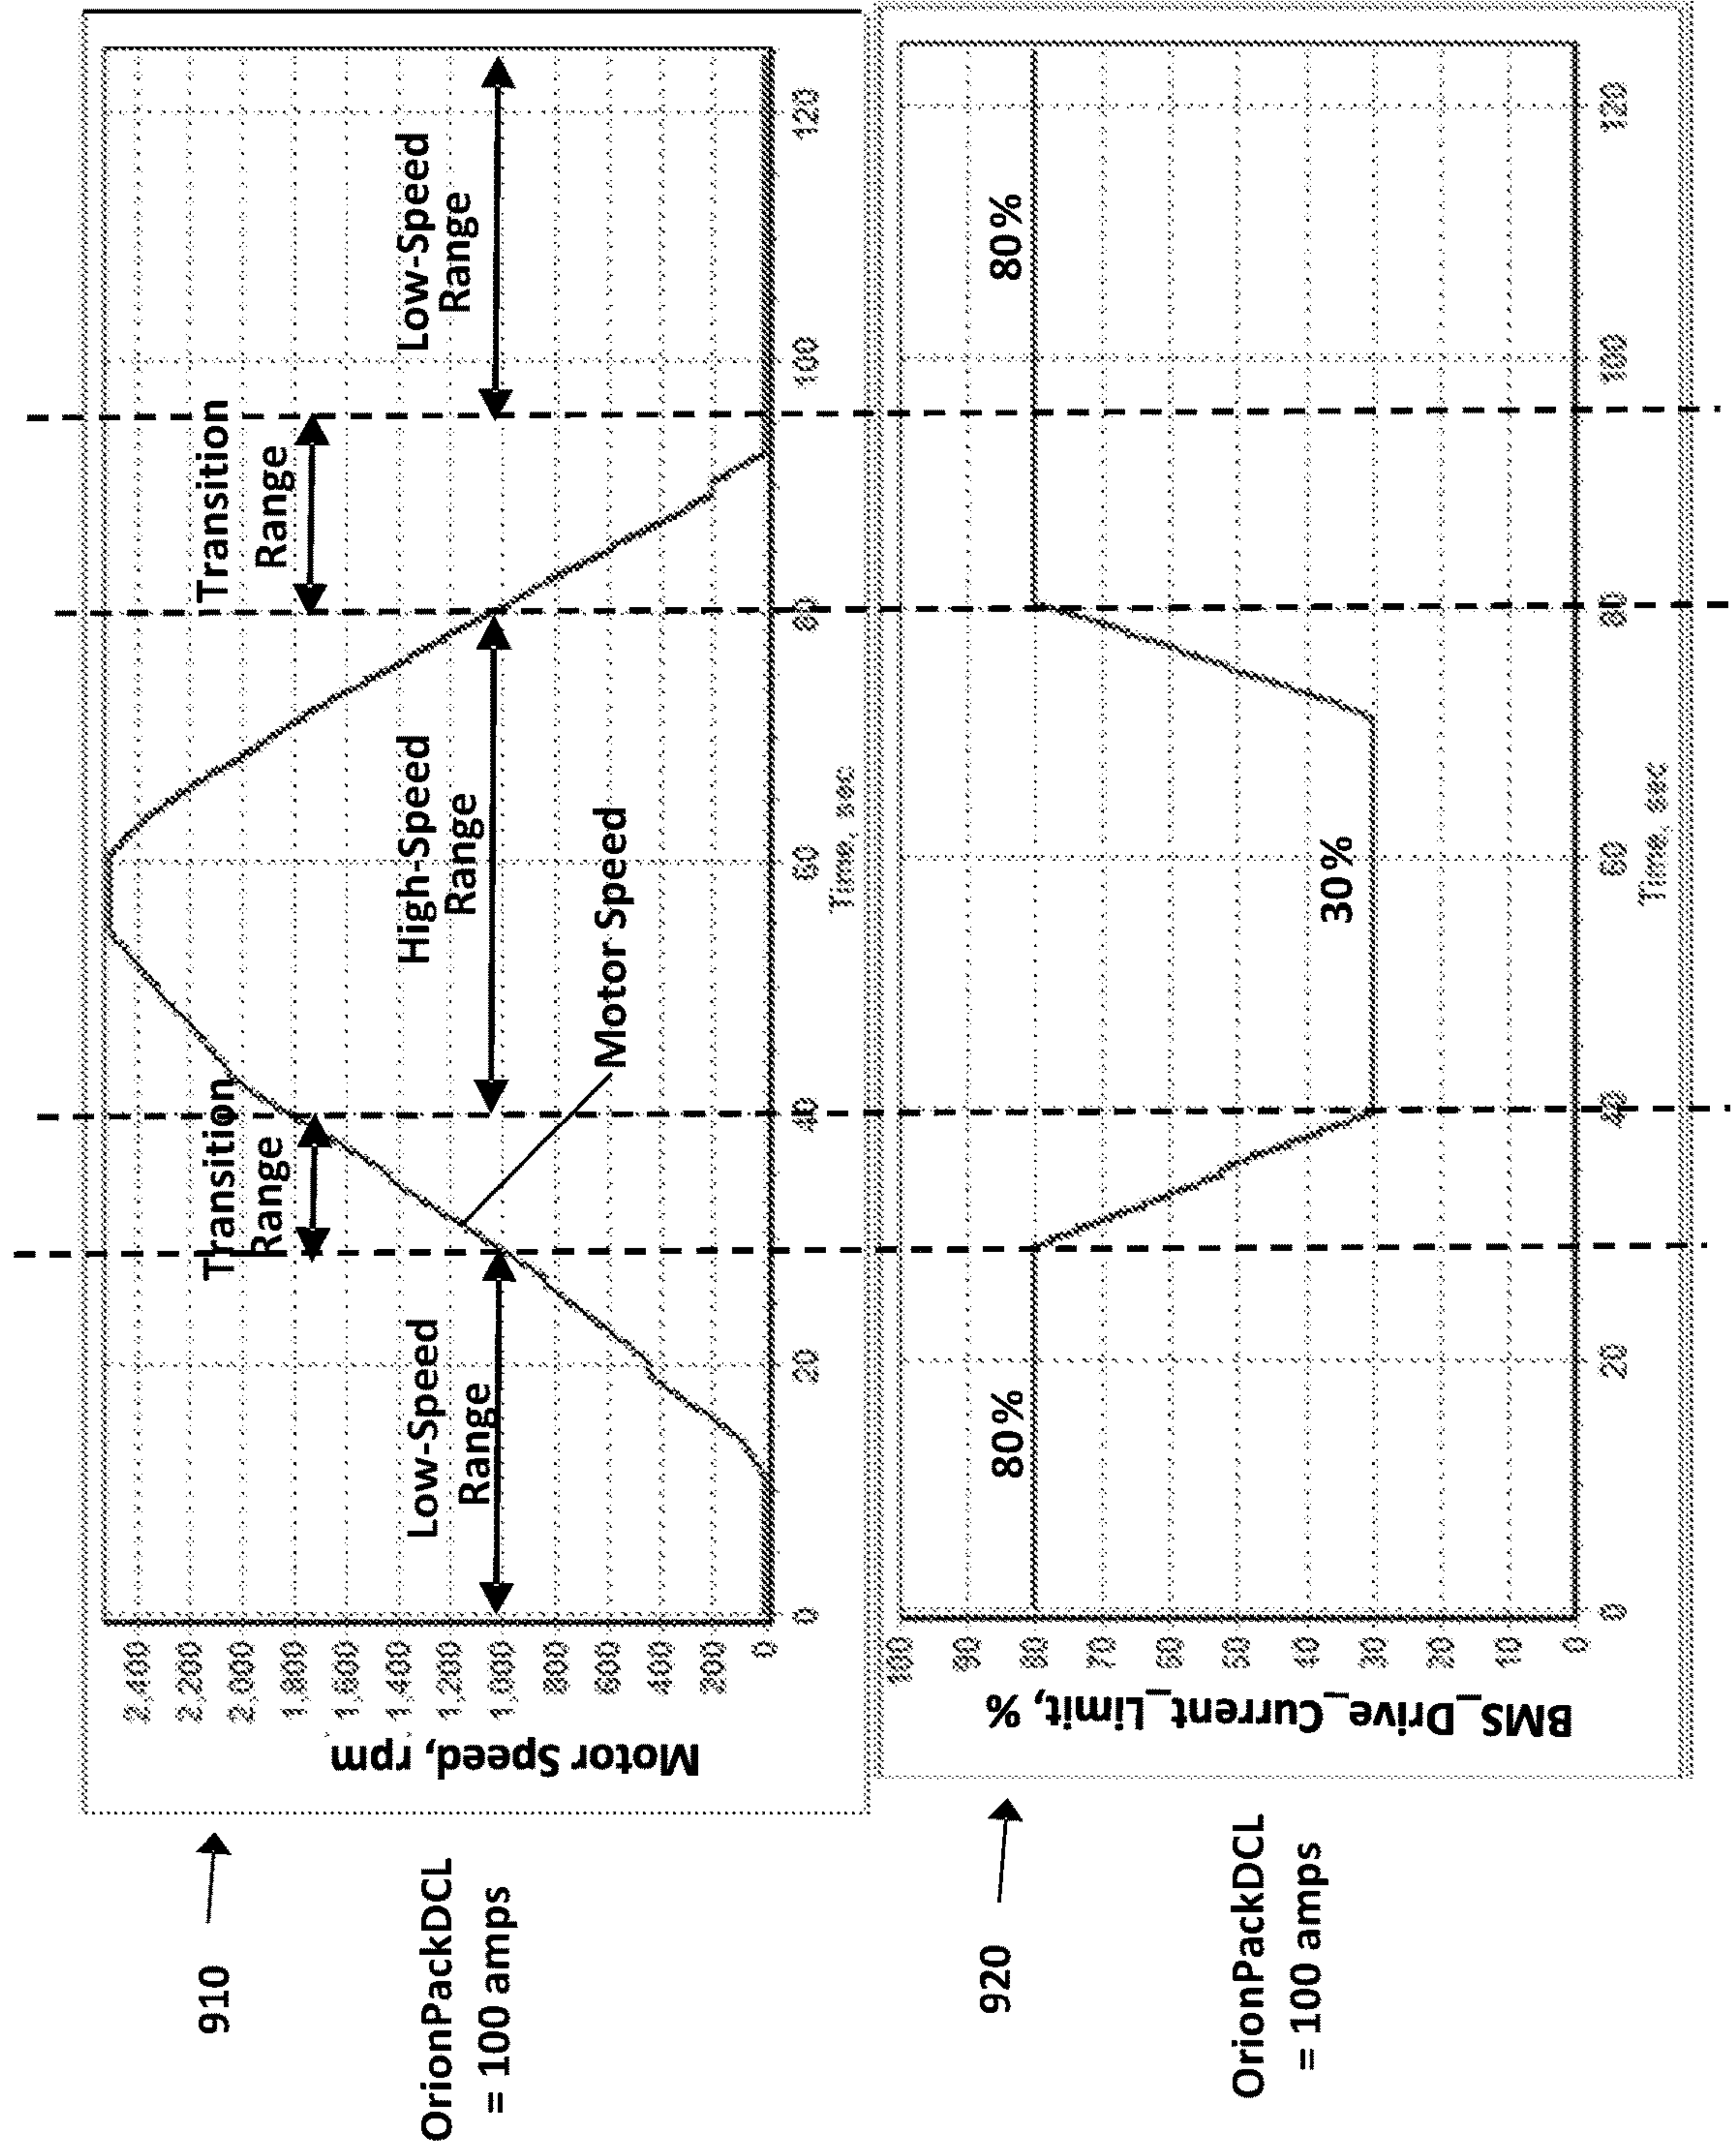 910
OrionPackDCL
= 100 amps
Motor Speed, rpm
2,400
2,200
2,000
1,800
1,600
1,400
1,200
1,000
800
600
400
200
0
Low-Speed
Range
Transition
Range
High-Speed
Range
Motor Speed
Transition
Range
Low-Speed
Range
0
20
40
60
80
100
120
Time, sec
920
OrionPackDCL
= 100 amps
BMS_Drive_Current_Limit, %
100
90
80
70
60
50
40
30
20
10
0
80%
30%
80%
0
20
40
60
80
100
120
Time, sec